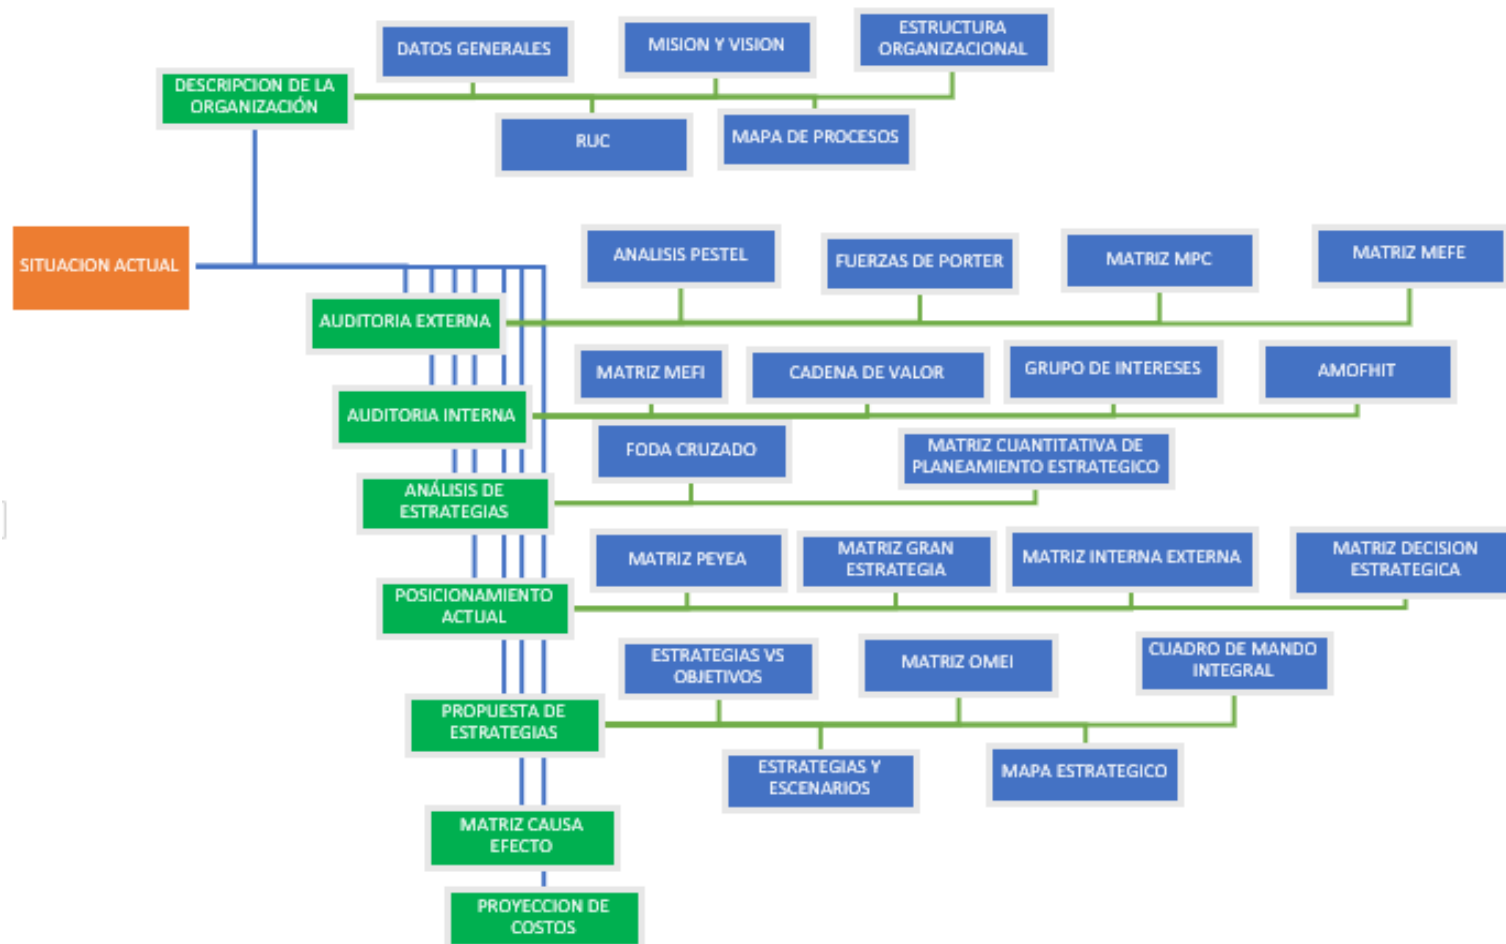 DATOS GENERALES
MISION Y VISION
ESTRUCTURA
ORGANIZACIONAL
DESCRIPCION DE LA
ORGANIZACIÓN
RUC
MAPA DE PROCESOS
SITUACION ACTUAL
ANALISIS PESTEL
FUERZAS DE PORTER
MATRIZ MPC
MATRIZ MEFE
AUDITORIA EXTERNA
MATRIZ MEFI
CADENA DE VALOR
GRUPO DE INTERESES
AMOFHIT
AUDITORIA INTERNA
FODA CRUZADO
MATRIZ CUANTITATIVA DE
PLANEAMIENTO ESTRATEGICO
ANÁLISIS DE
ESTRATEGIAS
MATRIZ PEYEA
MATRIZ GRAN
ESTRATEGIA
MATRIZ INTERNA EXTERNA
MATRIZ DECISION
ESTRATEGICA
POSICIONAMIENTO
ACTUAL
ESTRATEGIAS VS
OBJETIVOS
MATRIZ OMEI
CUADRO DE MANDO
INTEGRAL
PROPUESTA DE
ESTRATEGIAS
ESTRATEGIAS Y
ESCENARIOS
MAPA ESTRATEGICO
MATRIZ CAUSA
EFECTO
PROYECCION DE
COSTOS